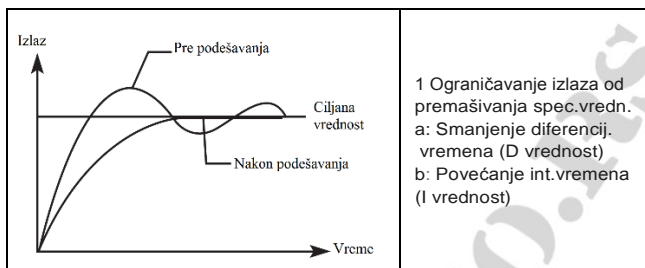 Izlaz
Pre podešavanja
Ciljana
vrednost
Nakon podešavanja
Vreme
1 Ograničavanje izlaza od
premašivanja spec.vredn.
a: Smanjenje diferencij.
vremena (D vrednost)
b: Povećanje int.vremena
(I vrednost)
O.RS